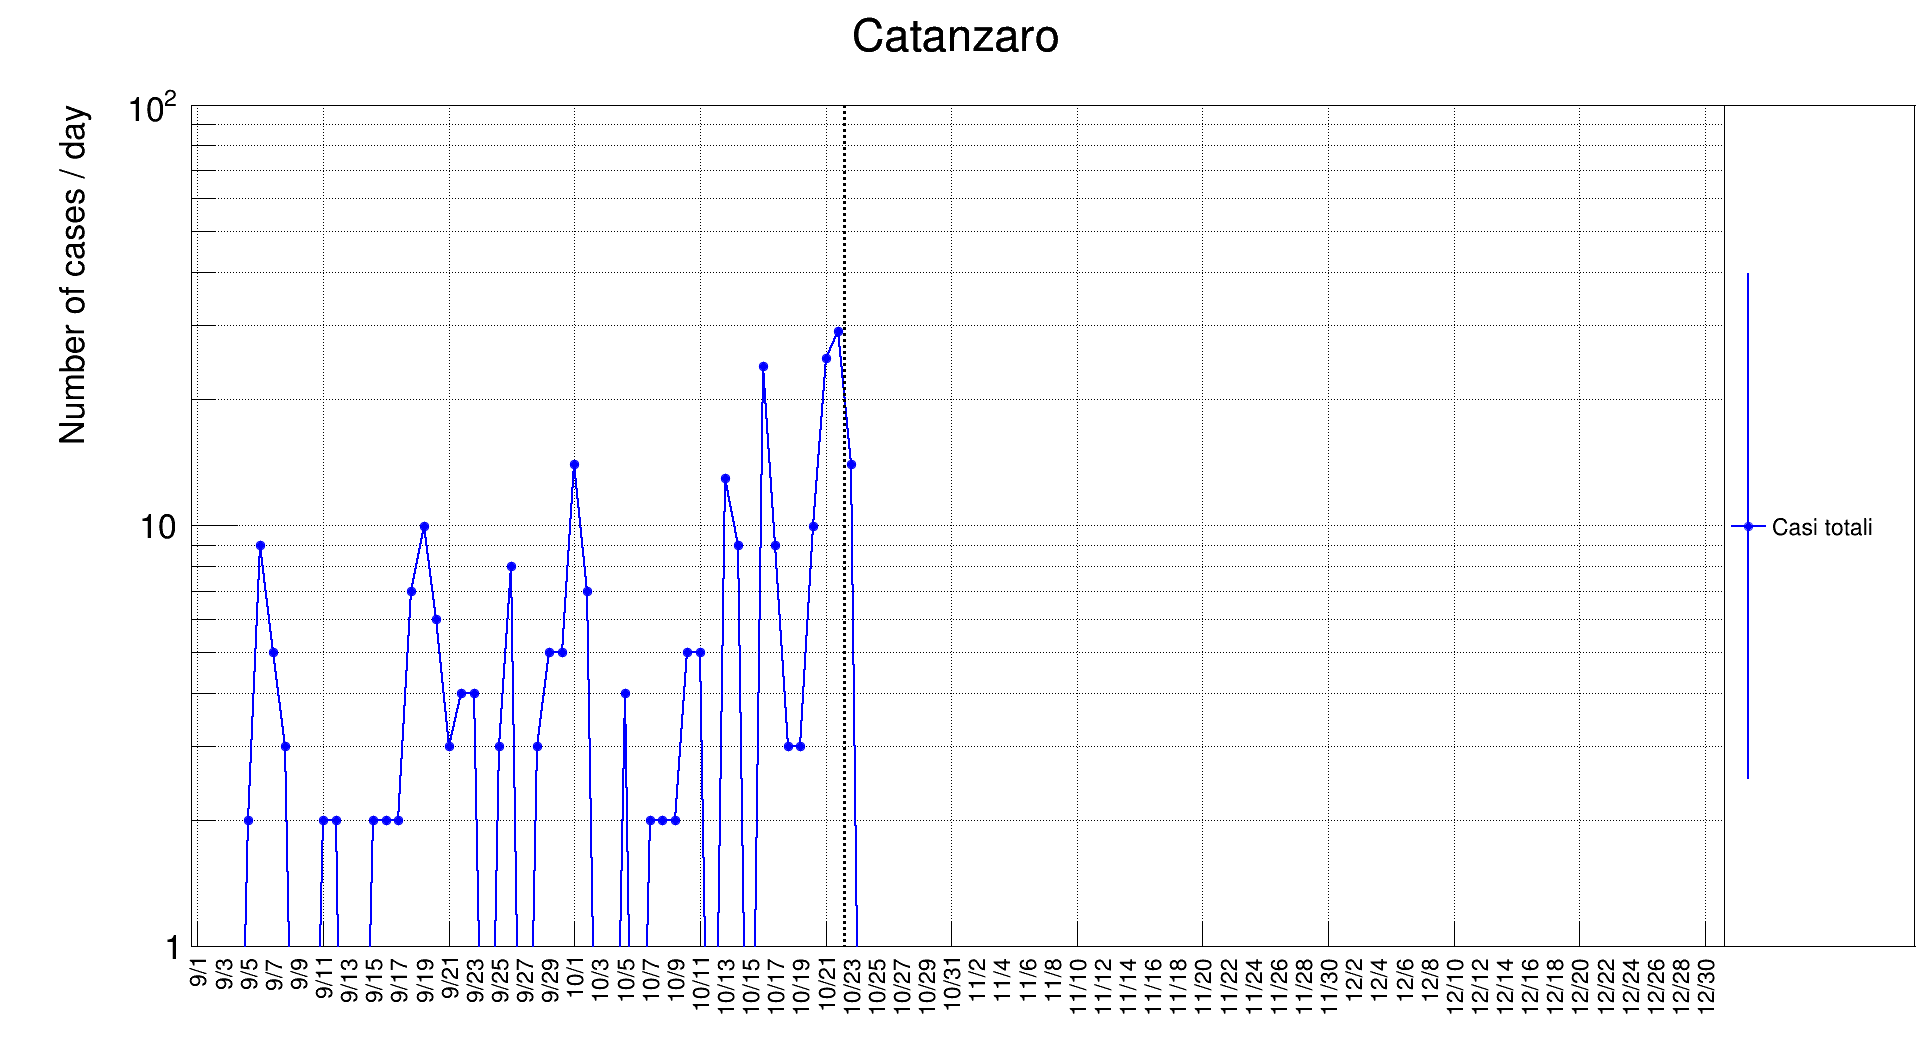 Catanzaro
Number of cases / day
10²
10
1
9/1 9/3 9/5 9/7 9/9 9/11 9/13 9/15 9/17 9/19 9/21 9/23 9/25 9/27 9/29 10/1 10/3 10/5 10/7 10/9 10/11 10/13 10/15 10/17 10/19 10/21 10/23 10/25 10/27 10/29 10/31 11/2 11/4 11/6 11/8 11/10 11/12 11/14 11/16 11/18 11/20 11/22 11/24 11/26 11/28 11/30 12/2 12/4 12/6 12/8 12/10 12/12 12/14 12/16 12/18 12/20 12/22 12/24 12/26 12/28 12/30
Casi totali